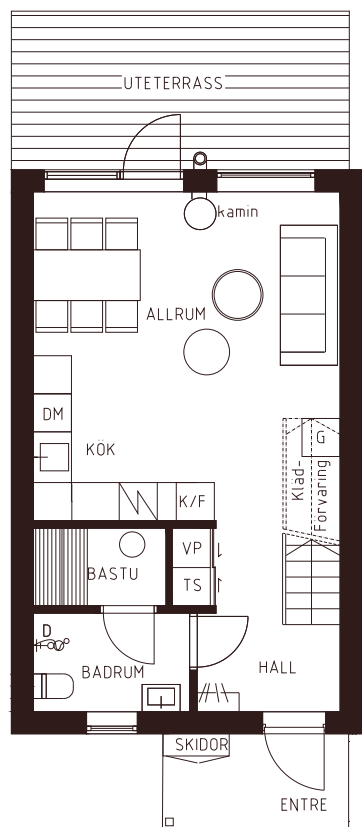 UTETERRASS
kamin
ALLRUM
DM
G
KÖK
Kläd-
Förvaring
K/F
VP
BASTU
TS
D
BADRUM
HALL
SKIDOR
ENTRE